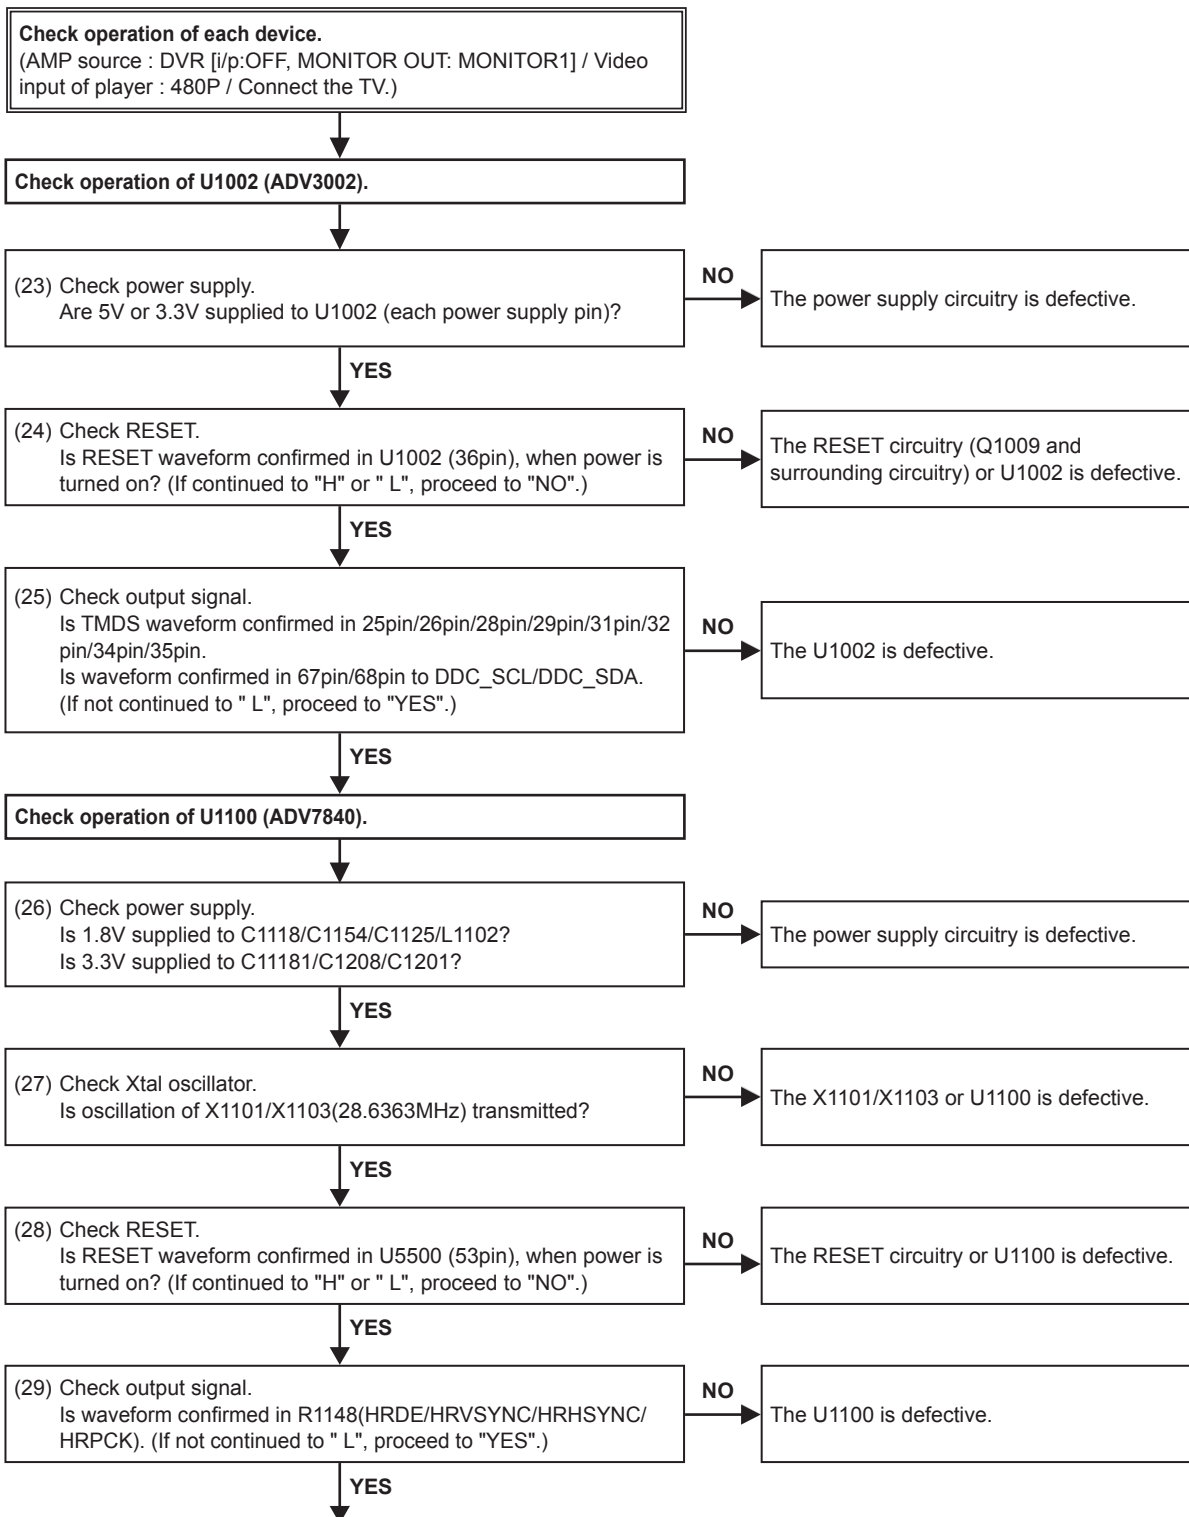 Check operation of each device.
(AMP source : DVR [i/p:OFF, MONITOR OUT: MONITOR1] / Video
input of player : 480P / Connect the TV.)
Check operation of U1002 (ADV3002).
(23) Check power supply.
Are 5V or 3.3V supplied to U1002 (each power supply pin)?
NO
The power supply circuitry is defective.
YES
(24) Check RESET.
Is RESET waveform confirmed in U1002 (36pin), when power is
turned on? (If continued to "H" or " L", proceed to "NO".)
NO
The RESET circuitry (Q1009 and
surrounding circuitry) or U1002 is defective.
YES
(25) Check output signal.
Is TMDS waveform confirmed in 25pin/26pin/28pin/29pin/31pin/32
pin/34pin/35pin.
Is waveform confirmed in 67pin/68pin to DDC_SCL/DDC_SDA.
(If not continued to " L", proceed to "YES".)
NO
The U1002 is defective.
YES
Check operation of U1100 (ADV7840).
(26) Check power supply.
Is 1.8V supplied to C1118/C1154/C1125/L1102?
Is 3.3V supplied to C11181/C1208/C1201?
NO
The power supply circuitry is defective.
YES
(27) Check Xtal oscillator.
Is oscillation of X1101/X1103(28.6363MHz) transmitted?
NO
The X1101/X1103 or U1100 is defective.
YES
(28) Check RESET.
Is RESET waveform confirmed in U5500 (53pin), when power is
turned on? (If continued to "H" or " L", proceed to "NO".)
NO
The RESET circuitry or U1100 is defective.
YES
(29) Check output signal.
Is waveform confirmed in R1148(HRDE/HRVSYNC/HRHSYNC/
HRPCK). (If not continued to " L", proceed to "YES".)
NO
The U1100 is defective.
YES